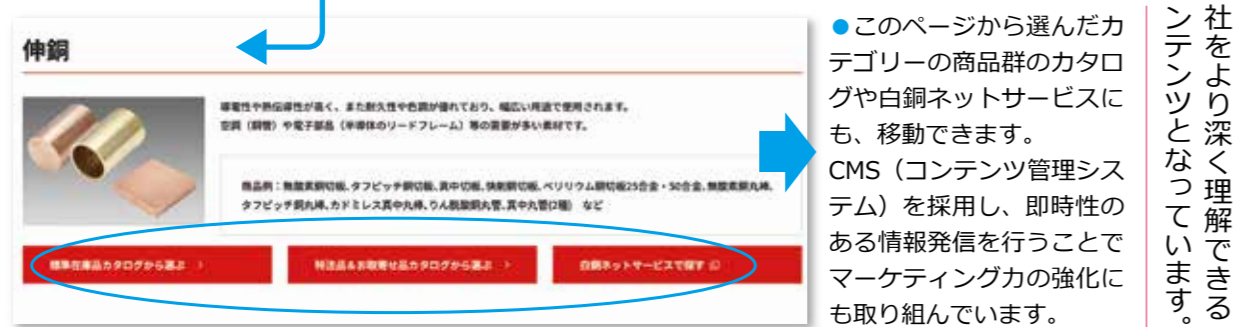 伸銅
導電性や熱伝導性が高く、また耐久性や色調が優れており、幅広い用途で使用されます。
空調（銅管）や電子部品（半導体のリードフレーム）等の需要が多い素材です。
商品例：無酸素銅切板、タフピッチ銅切板、真中切板、快削銅切板、ベリリウム銅切板25合金・50合金、無酸素銅丸棒、
タフピッチ銅丸棒、カドミレス真中丸棒、りん脱酸銅丸管、真中丸管(2種) など
標準在庫品カタログから選ぶ
特注品&お取寄せ品カタログから選ぶ
白銅ネットサービスで探す
●このページから選んだカ
テゴリーの商品群のカタロ
グや白銅ネットサービスに
も、移動できます。
CMS（コンテンツ管理シス
テム）を採用し、即時性の
ある情報発信を行うことで
マーケティング力の強化に
も取り組んでいます。
社をより深く理解できる
ンテンツとなっています。